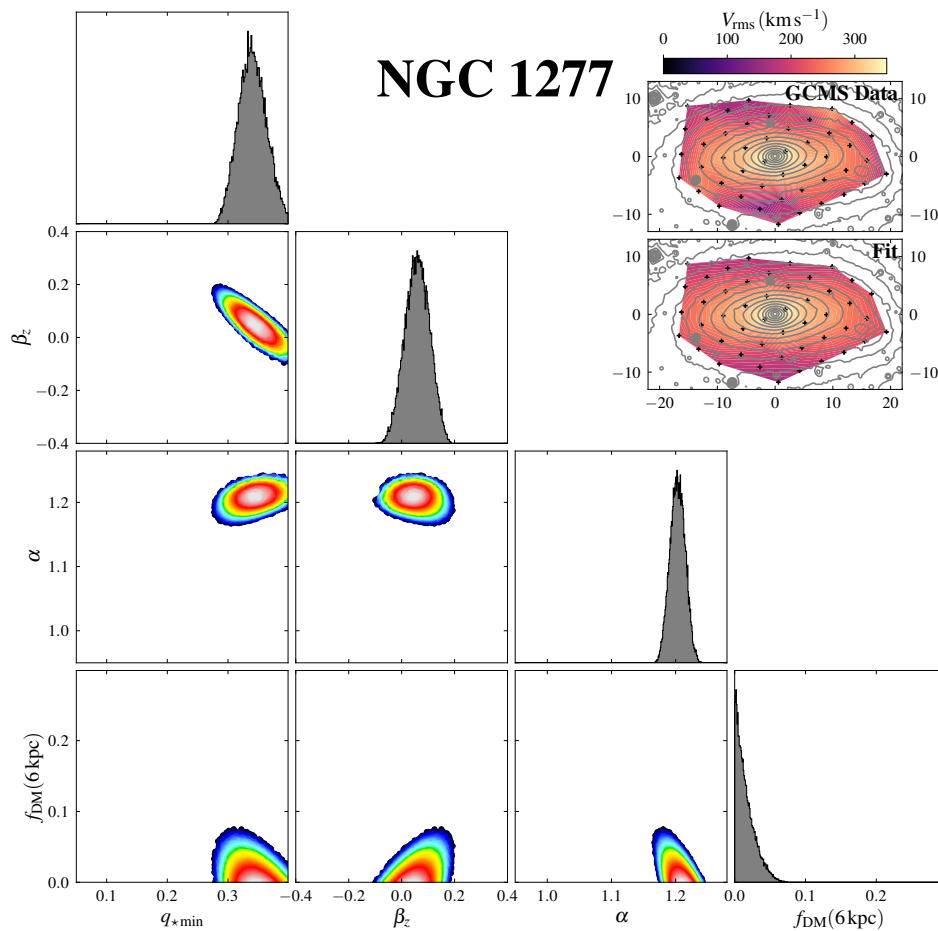 NGC 1277
V_rms (km s⁻¹)
0 100 200 300
GCMS Data
10 0 −10
10 0 −10
Fit
10 0 −10
10 0 −10
−20 −10 0 10 20
β_z
0.4 0.2 0.0 −0.2 −0.4
α
1.2 1.1 1.0
f_DM(6 kpc)
0.2 0.1 0.0
0.1 0.2 0.3
q_⋆min
−0.4 −0.2 0.0 0.2 0.4
β_z
1.0 1.1 1.2
α
0.0 0.2
f_DM(6 kpc)